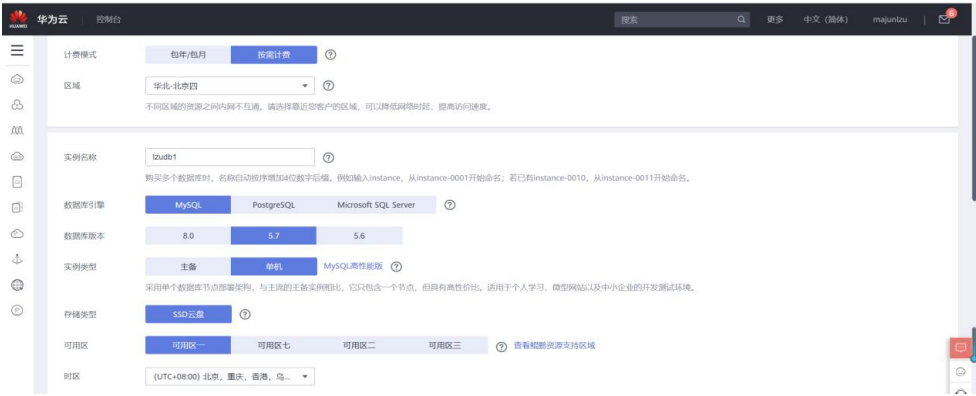 HUAWEI 华为云 控制台 搜索 更多 中文 (简体) majunlzu 6
计费模式 包年/包月 按需计费
区域 华北-北京四
不同区域的资源之间内网不互通。请选择靠近您客户的区域，可以降低网络时延、提高访问速度。
实例名称 lzudb1
购买多个数据库时，名称自动按序增加4位数字后缀。例如输入instance，从instance-0001开始命名；若已有instance-0010，从instance-0011开始命名。
数据库引擎 MySQL PostgreSQL Microsoft SQL Server
数据库版本 8.0 5.7 5.6
实例类型 主备 单机 MySQL高性能版
采用单个数据库节点部署架构，与主流的主备实例相比，它只包含一个节点，但具有高性价比。适用于个人学习、微型网站以及中小企业的开发测试环境。
存储类型 SSD云盘
可用区 可用区一 可用区七 可用区二 可用区三 查看鲲鹏资源支持区域
时区 (UTC+08:00) 北京，重庆，香港，乌...